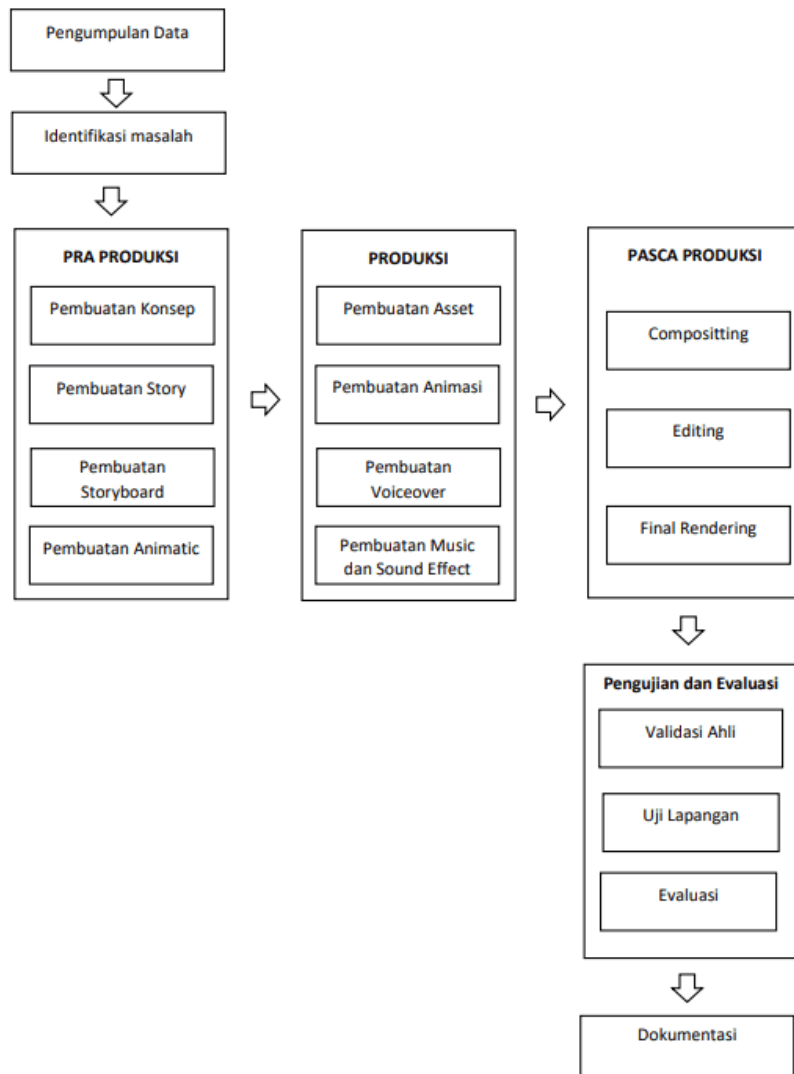 Pengumpulan Data
Identifikasi masalah
PRA PRODUKSI
Pembuatan Konsep
Pembuatan Story
Pembuatan
Storyboard
Pembuatan Animatic
PRODUKSI
Pembuatan Asset
Pembuatan Animasi
Pembuatan
Voiceover
Pembuatan Music
dan Sound Effect
PASCA PRODUKSI
Compositting
Editing
Final Rendering
Pengujian dan Evaluasi
Validasi Ahli
Uji Lapangan
Evaluasi
Dokumentasi